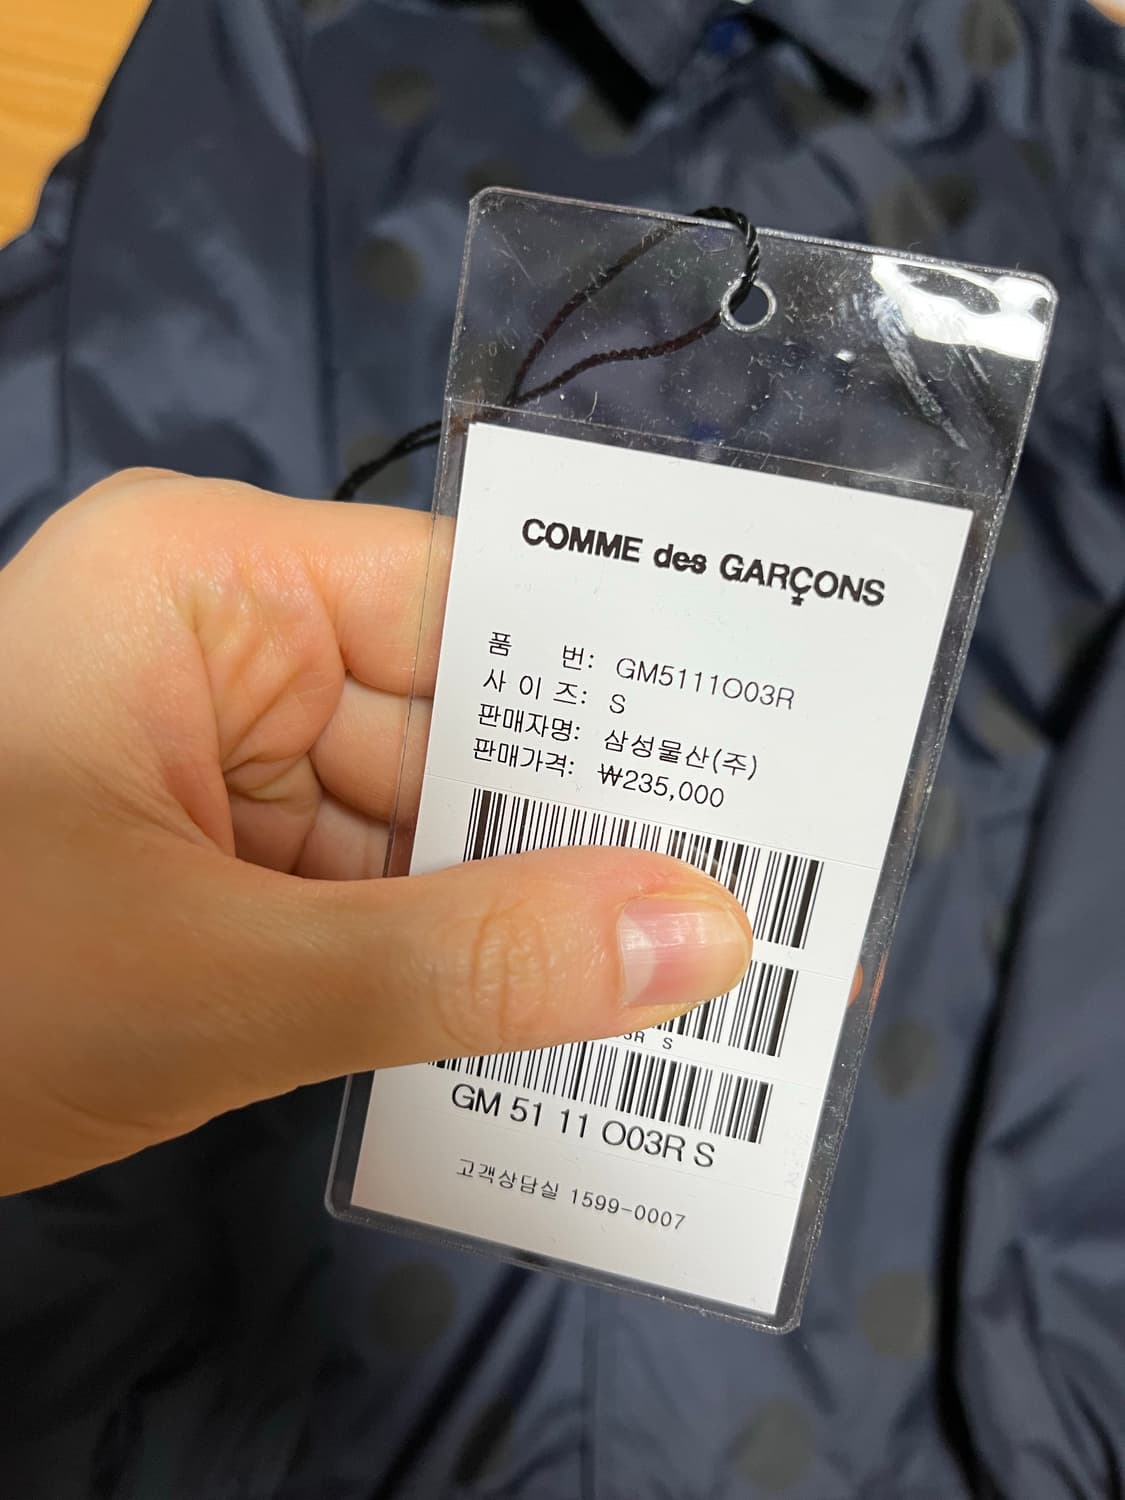 COMME des GARÇONS
품 번: GM5111O03R
사 이 즈: S
판매자명: 삼성물산(주)
판매가격: ₩235,000
3R S
GM 51 11 O03R S
고객상담실 1599-0007